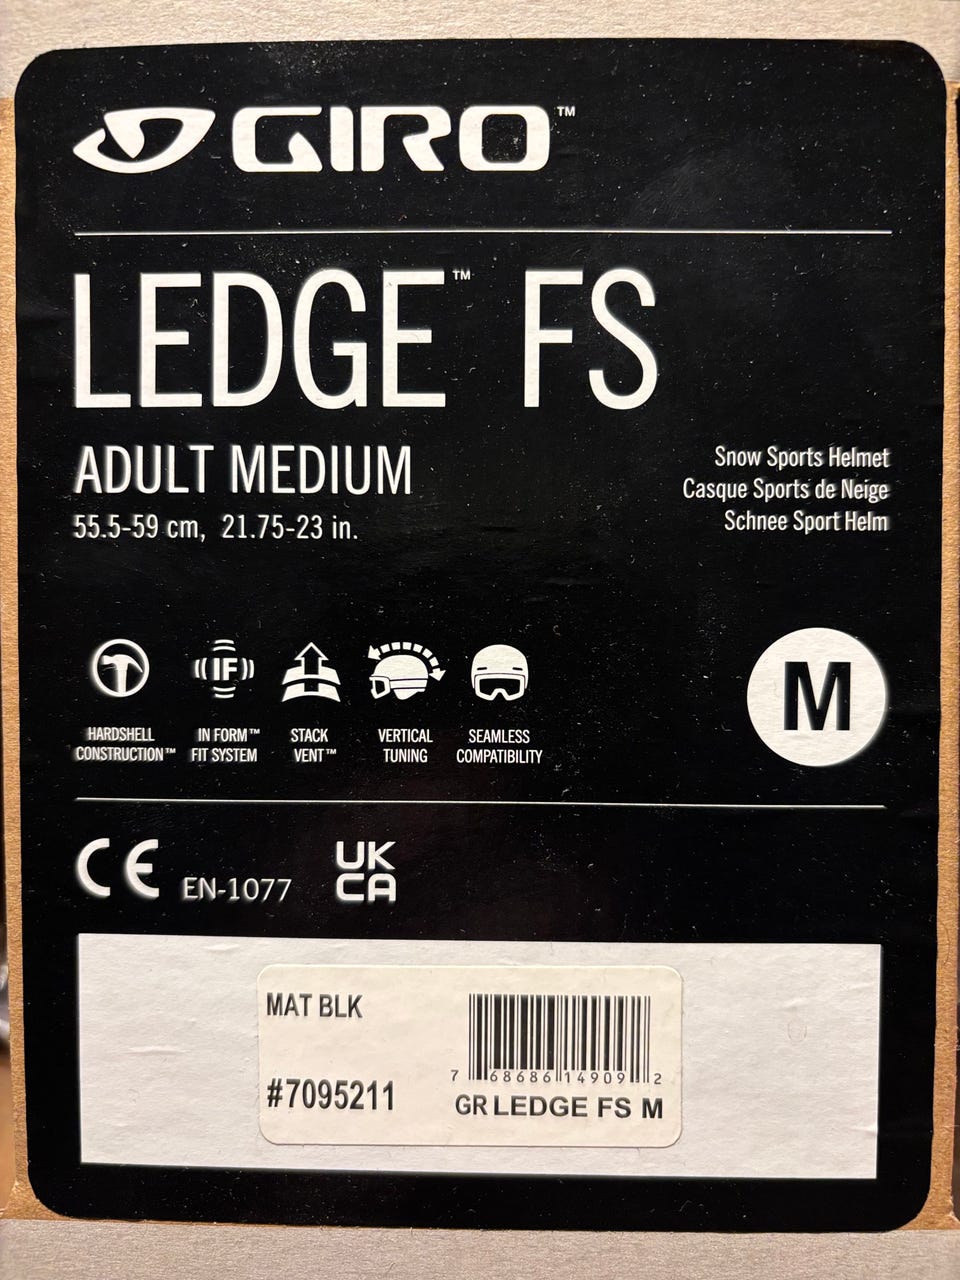 GIRO™
LEDGE™ FS
ADULT MEDIUM
55.5-59 cm, 21.75-23 in.
Snow Sports Helmet
Casque Sports de Neige
Schnee Sport Helm
IF
HARDSHELL
CONSTRUCTION™
IN FORM™
FIT SYSTEM
STACK
VENT™
VERTICAL
TUNING
SEAMLESS
COMPATIBILITY
M
CE EN-1077
UK
CA
MAT BLK
#7095211
7 68686 14909 2
GR LEDGE FS M